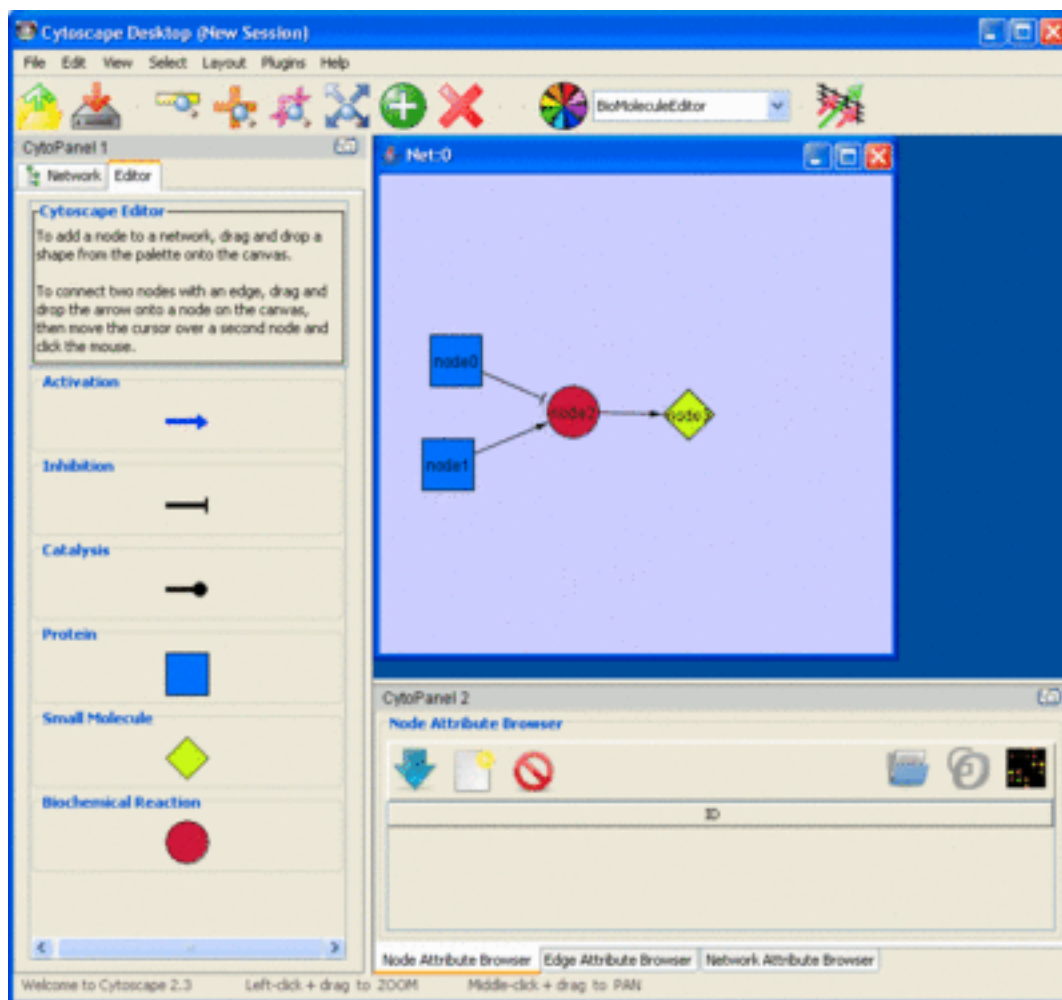 Cytoscape Desktop (New Session)
File Edit View Select Layout Plugins Help
BioMoleculeEditor
CytoPanel 1
Network Editor
Cytoscape Editor
To add a node to a network, drag and drop a
shape from the palette onto the canvas.
To connect two nodes with an edge, drag and
drop the arrow onto a node on the canvas,
then move the cursor over a second node and
click the mouse.
Activation
Inhibition
Catalysis
Protein
Small Molecule
Biochemical Reaction
Net:0
node0
node2
node3
node1
CytoPanel 2
Node Attribute Browser
ID
Node Attribute Browser Edge Attribute Browser Network Attribute Browser
Welcome to Cytoscape 2.3 Left-click + drag to ZOOM Middle-click + drag to PAN